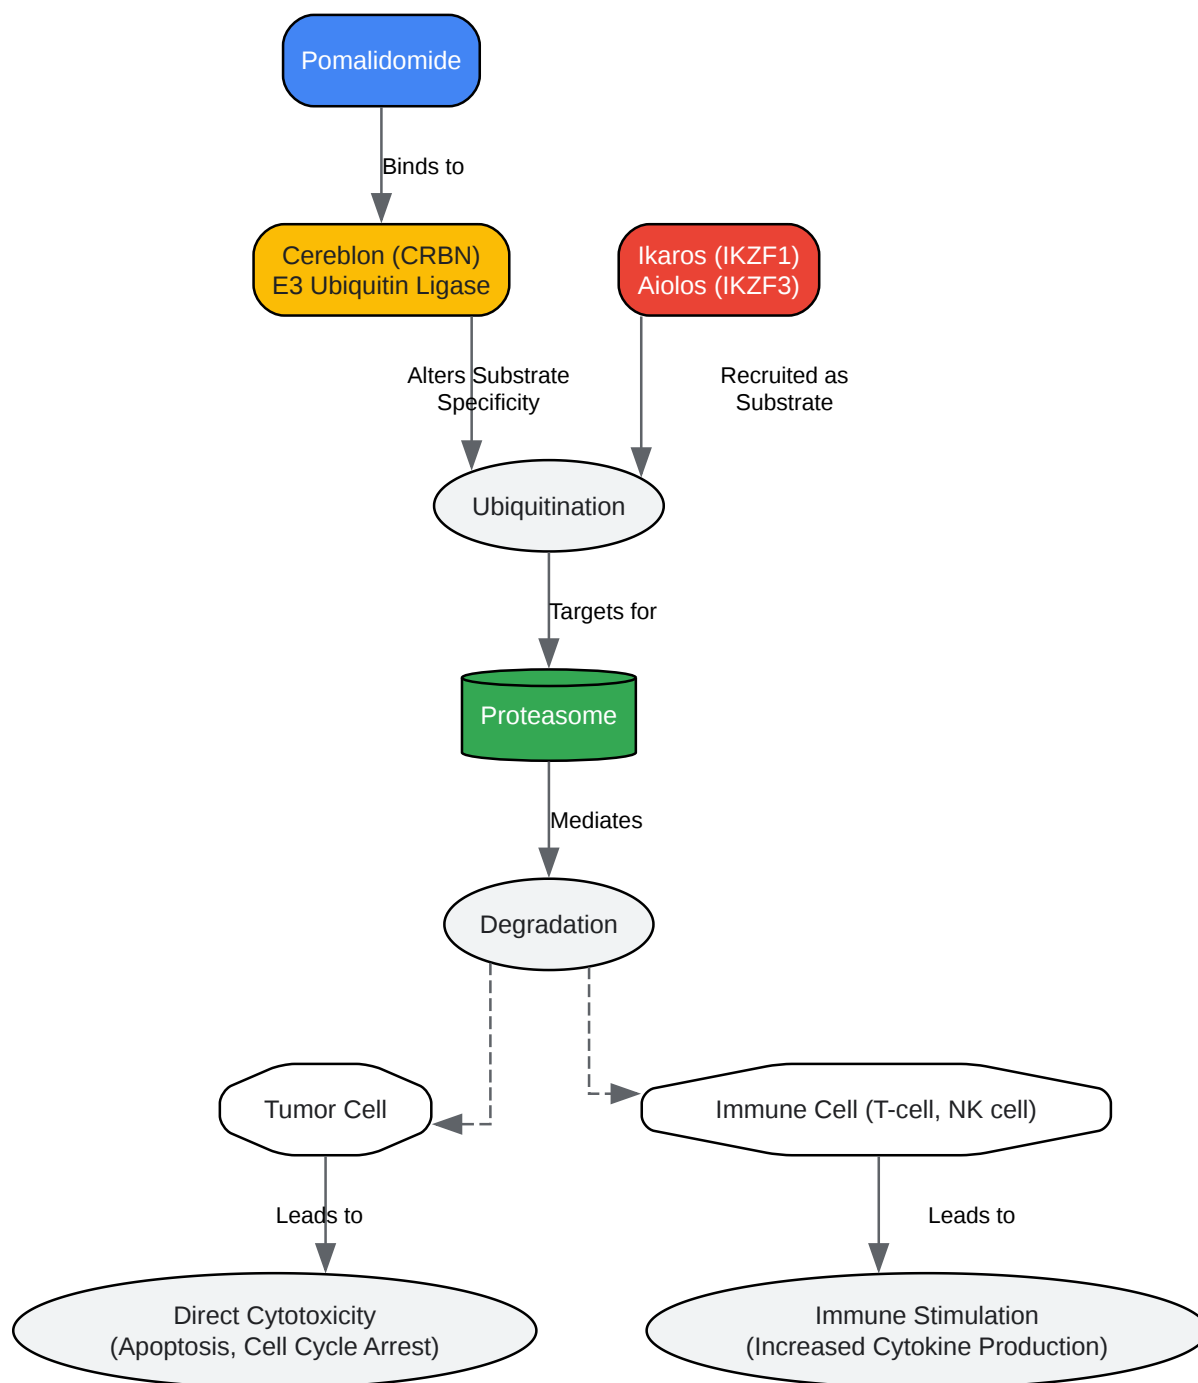 Pomalidomide
Binds to
Cereblon (CRBN)
E3 Ubiquitin Ligase
Ikaros (IKZF1)
Aiolos (IKZF3)
Alters Substrate
Specificity
Recruited as
Substrate
Ubiquitination
Targets for
Proteasome
Mediates
Degradation
Tumor Cell
Immune Cell (T-cell, NK cell)
Leads to
Leads to
Direct Cytotoxicity
(Apoptosis, Cell Cycle Arrest)
Immune Stimulation
(Increased Cytokine Production)